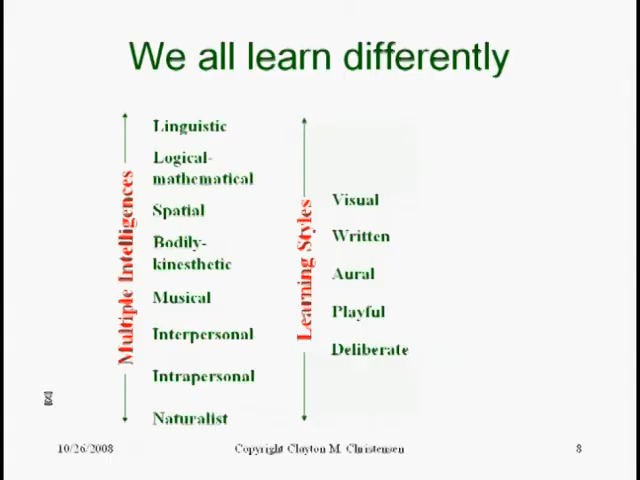 We all learn differently
Multiple Intelligences
Linguistic
Logical-
mathematical
Spatial
Bodily-
kinesthetic
Musical
Interpersonal
Intrapersonal
Naturalist
Learning Styles
Visual
Written
Aural
Playful
Deliberate
10/26/2008
Copyright Clayton M. Christensen
8